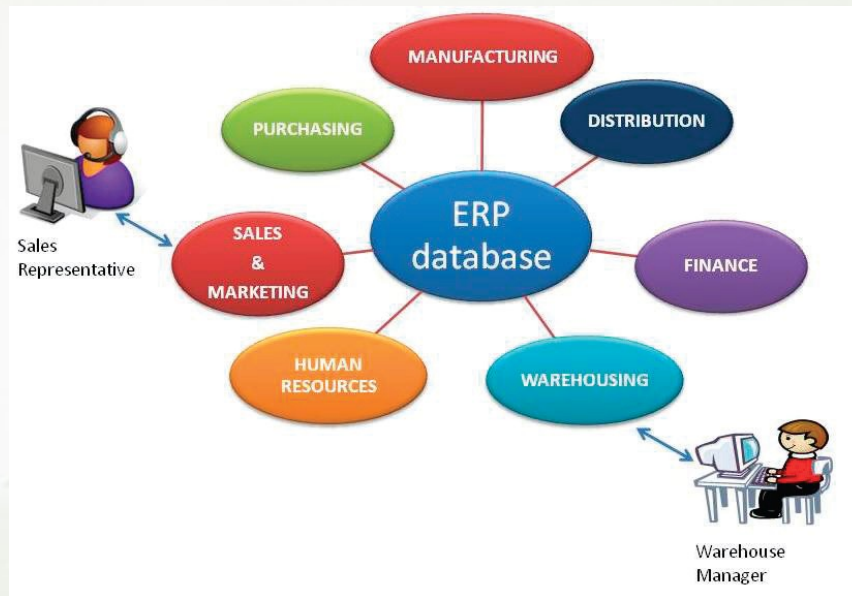 MANUFACTURING
PURCHASING
DISTRIBUTION
ERP
database
Sales
Representative
SALES
&
MARKETING
FINANCE
HUMAN
RESOURCES
WAREHOUSING
Warehouse
Manager